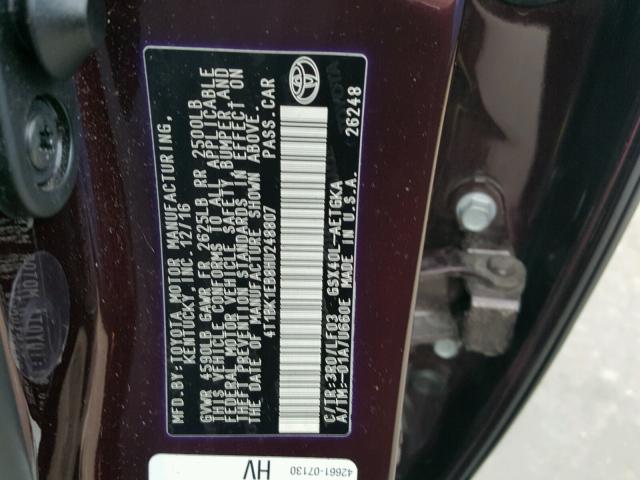 MFD.BY:TOYOTA MOTOR MANUFACTURING,
KENTUCKY,INC.12/16
GVWR 4590LB GAWR FR 2625LB RR 2500LB
THIS VEHICLE CONFORMS TO ALL APPLICABLE
FEDERAL MOTOR VEHICLE SAFETY, BUMPER, AND
THEFT PREVENTION STANDARDS IN EFFECT ON
THE DATE OF MANUFACTURE SHOWN ABOVE.
4T1BK1EB8HU248807 PASS.CAR
C/TR:3R0/LF03 GSX40L-AETGKA
A/TM:-01A/U660E MADE IN U.S.A.
26248
TOYOTA
HV
42661-07130